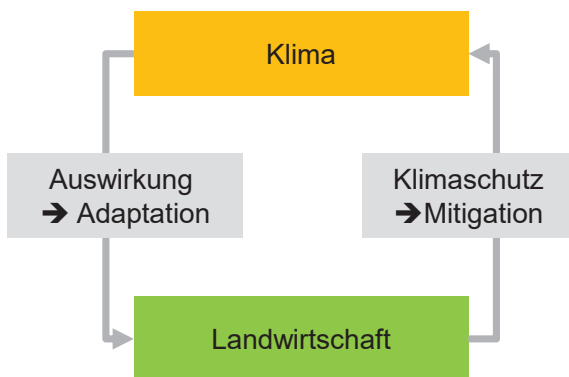 Klima
Auswirkung
➔ Adaptation
Klimaschutz
➔Mitigation
Landwirtschaft